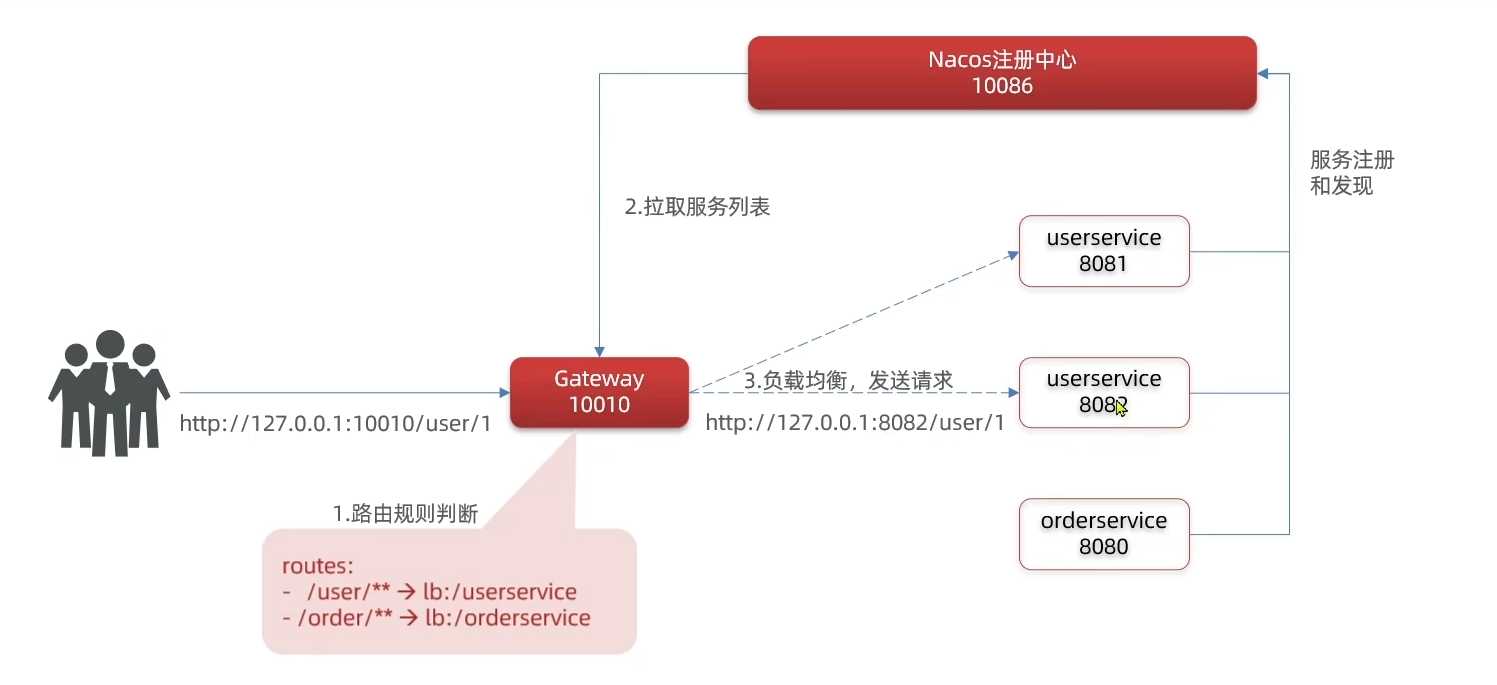 Nacos注册中心
10086
服务注册
和发现
2.拉取服务列表
userservice
8081
Gateway
10010
3.负载均衡，发送请求
userservice
8082
http://127.0.0.1:10010/user/1
http://127.0.0.1:8082/user/1
1.路由规则判断
orderservice
8080
routes:
- /user/** → lb:/userservice
- /order/** → lb:/orderservice